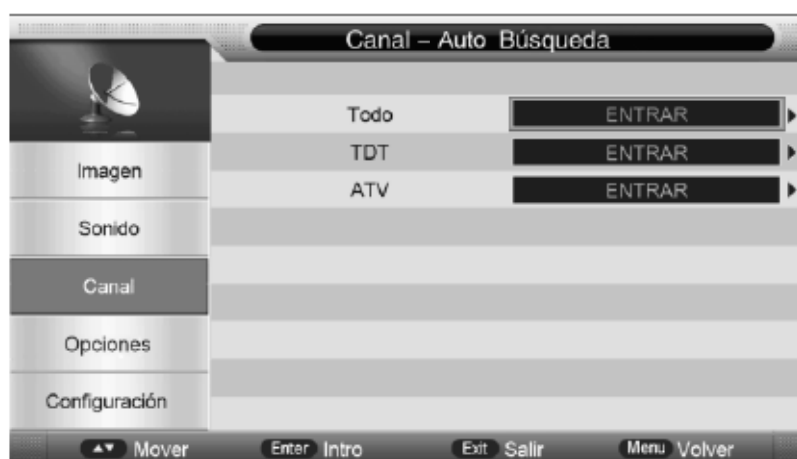 Canal – Auto Búsqueda
Todo ENTRAR
TDT ENTRAR
ATV ENTRAR
Imagen
Sonido
Canal
Opciones
Configuración
Mover Enter Intro Exit Salir Menu Volver